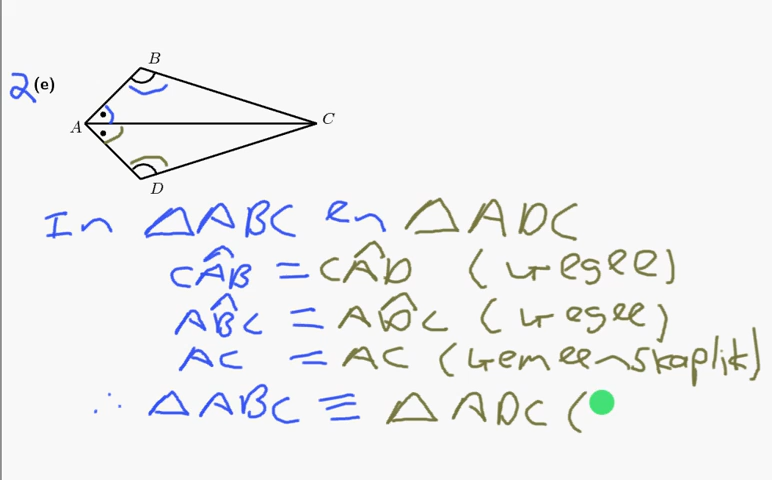 2(e)
B
A
C
D
In △ABC en △ADC
CÂB = CÂD (gegee)
AB̂C = AD̂C (gegee)
AC = AC (gemeenskaplik)
∴ △ABC ≡ △ADC (